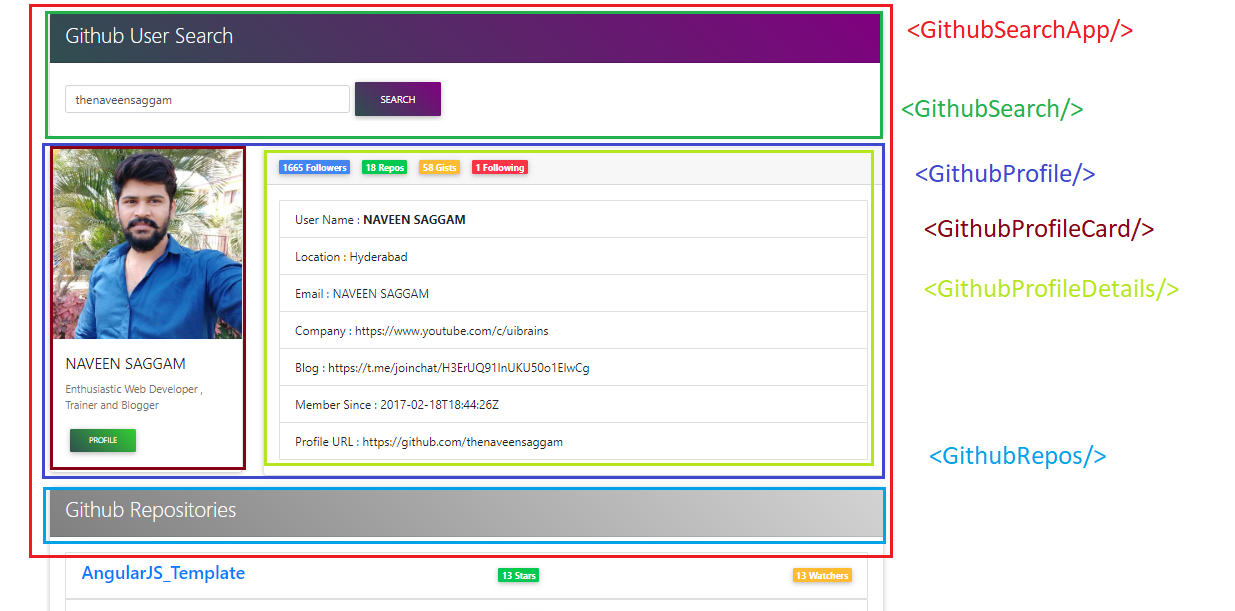 Github User Search
<GithubSearchApp/>
thenaveensaggam
SEARCH
<GithubSearch/>
1665 Followers 18 Repos 58 Gists 1 Following
<GithubProfile/>
User Name : NAVEEN SAGGAM
<GithubProfileCard/>
Location : Hyderabad
Email : NAVEEN SAGGAM
<GithubProfileDetails/>
Company : https://www.youtube.com/c/uibrains
NAVEEN SAGGAM
Blog : https://t.me/joinchat/H3ErUQ91InUKU50o1ElwCg
Enthusiastic Web Developer ,
Trainer and Blogger
Member Since : 2017-02-18T18:44:26Z
PROFILE
Profile URL : https://github.com/thenaveensaggam
<GithubRepos/>
Github Repositories
AngularJS_Template
13 Stars
13 Watchers